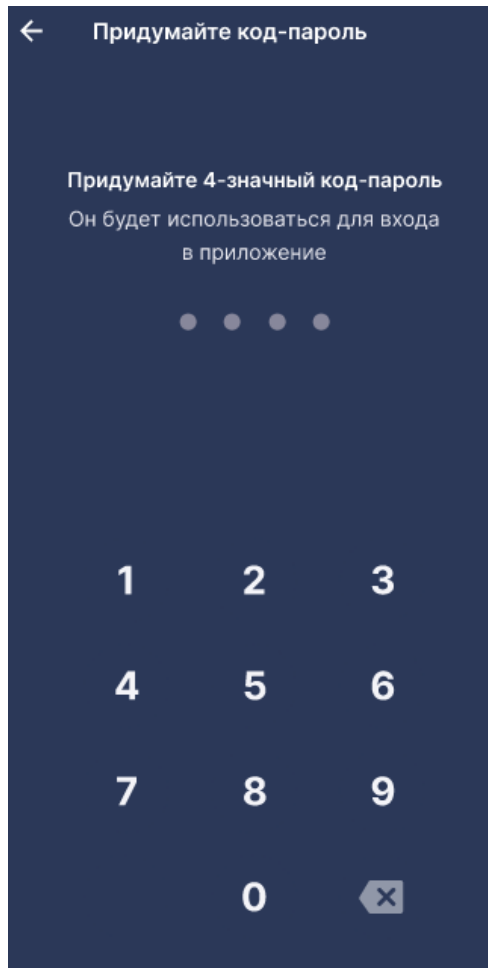 Придумайте код-пароль
Придумайте 4-значный код-пароль
Он будет использоваться для входа
в приложение
1 2 3
4 5 6
7 8 9
0